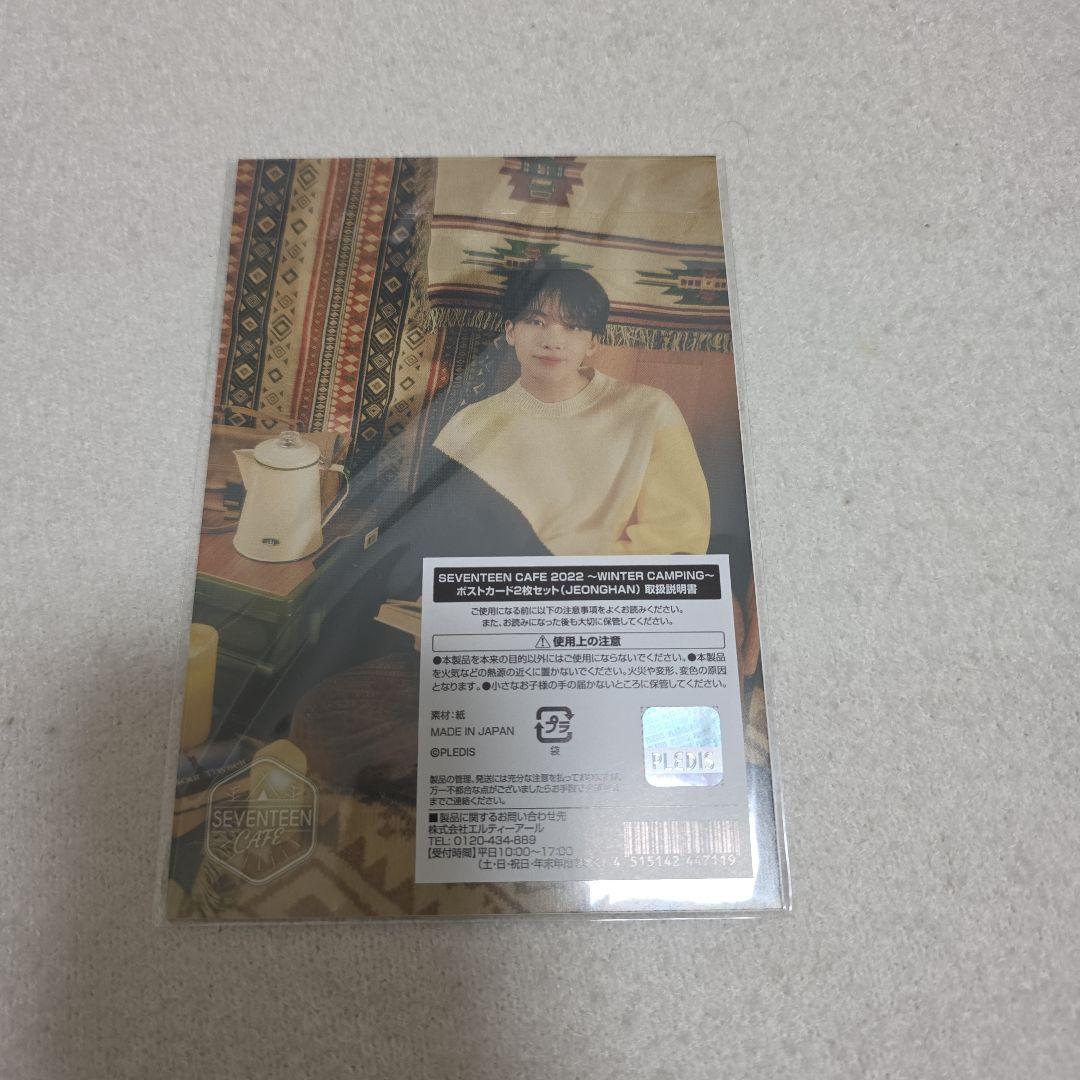 SEVENTEEN CAFE 2022 ～WINTER CAMPING～
ポストカード2枚セット(JEONGHAN) 取扱説明書
ご使用になる前に以下の注意事項をよくお読みください。
また、お読みになった後も大切に保管してください。
使用上の注意
●本製品を本来の目的以外にはご使用にならないでください。●本製品
を火気などの熱源の近くに置かないでください。火災や変形、変色の原因
となります。●小さなお子様の手の届かないところに保管してください。
素材：紙
MADE IN JAPAN
©PLEDIS
プラ
袋
PLEDIS
製品の管理、発送には充分な注意を払って
万一不都合な点がございましたらお手数
までご連絡ください。
■製品に関するお問い合わせ先
株式会社エルティーアール
TEL: 0120-434-889
【受付時間】平日10:00〜17:00
(土・日・祝日・年末年始
4 515142 447119
SEVENTEEN
CAFE